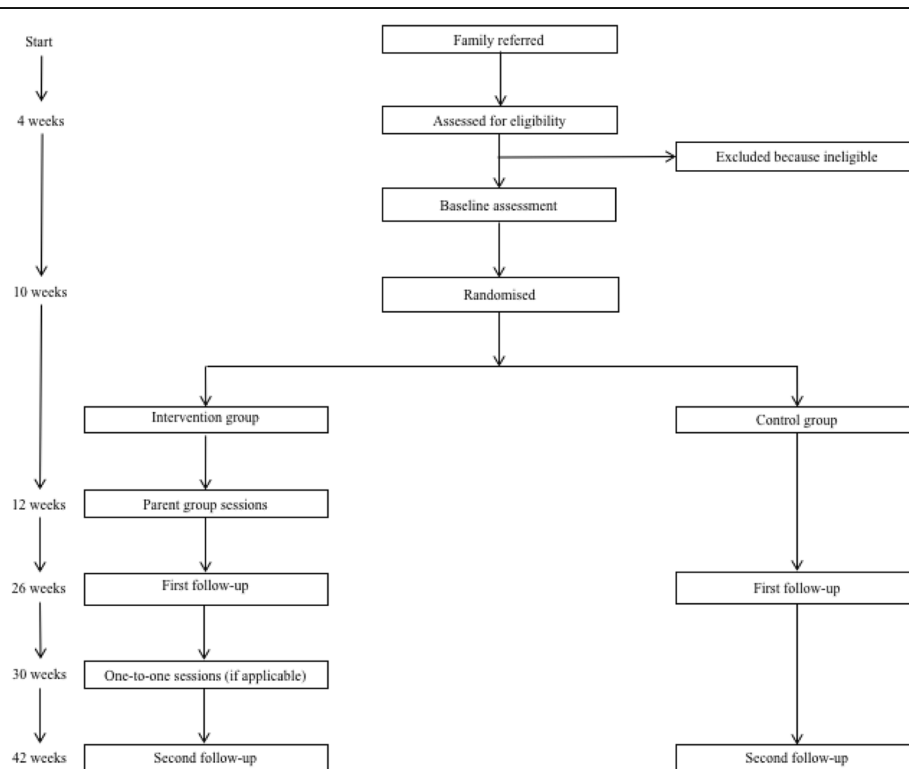 Start
Family referred
4 weeks
Assessed for eligibility
Excluded because ineligible
Baseline assessment
10 weeks
Randomised
Intervention group
Control group
12 weeks
Parent group sessions
26 weeks
First follow-up
First follow-up
30 weeks
One-to-one sessions (if applicable)
42 weeks
Second follow-up
Second follow-up